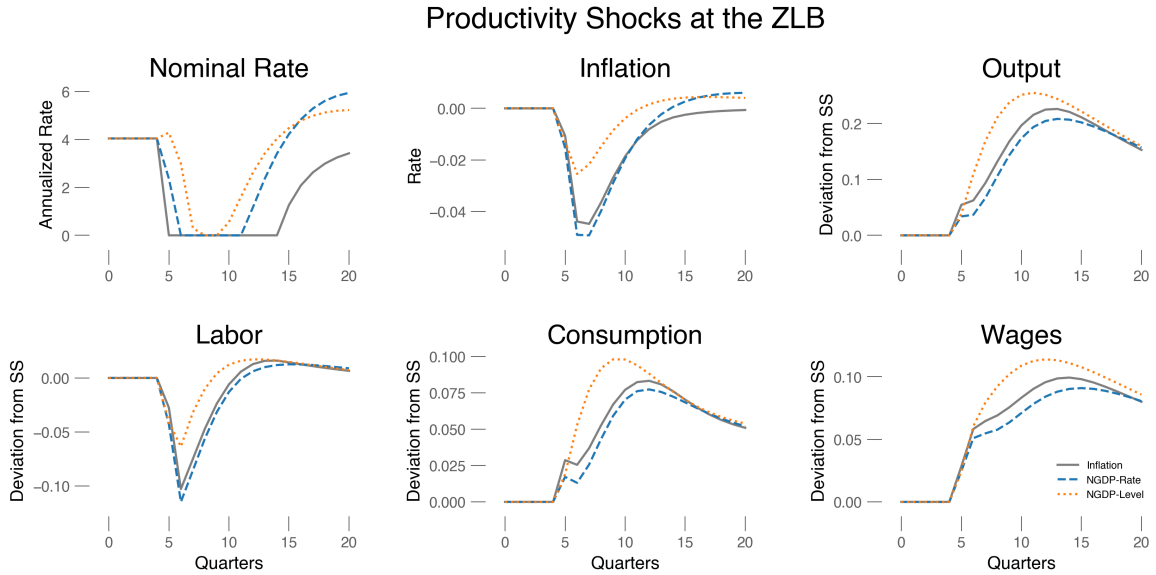 Productivity Shocks at the ZLB
Nominal Rate
Annualized Rate
6
4
2
0
0 5 10 15 20
Inflation
Rate
0.00
−0.02
−0.04
0 5 10 15 20
Output
Deviation from SS
0.2
0.1
0.0
0 5 10 15 20
Labor
Deviation from SS
0.00
−0.05
−0.10
0 5 10 15 20
Quarters
Consumption
Deviation from SS
0.100
0.075
0.050
0.025
0.000
0 5 10 15 20
Quarters
Wages
Deviation from SS
0.10
0.05
0.00
Inflation
NGDP-Rate
NGDP-Level
0 5 10 15 20
Quarters